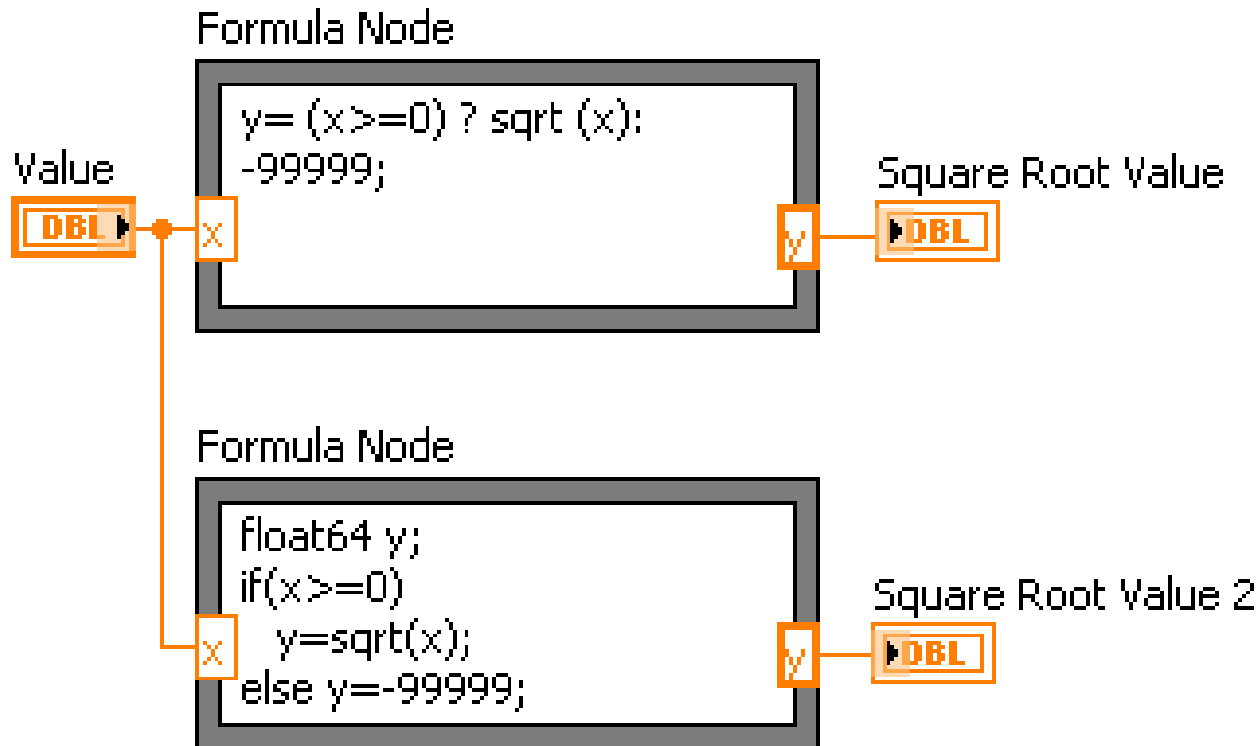 Formula Node
y= (x>=0) ? sqrt (x):
-99999;
Value
DBL
x
y
Square Root Value
DBL
Formula Node
float64 y;
if(x>=0)
y=sqrt(x);
else y=-99999;
x
y
Square Root Value 2
DBL